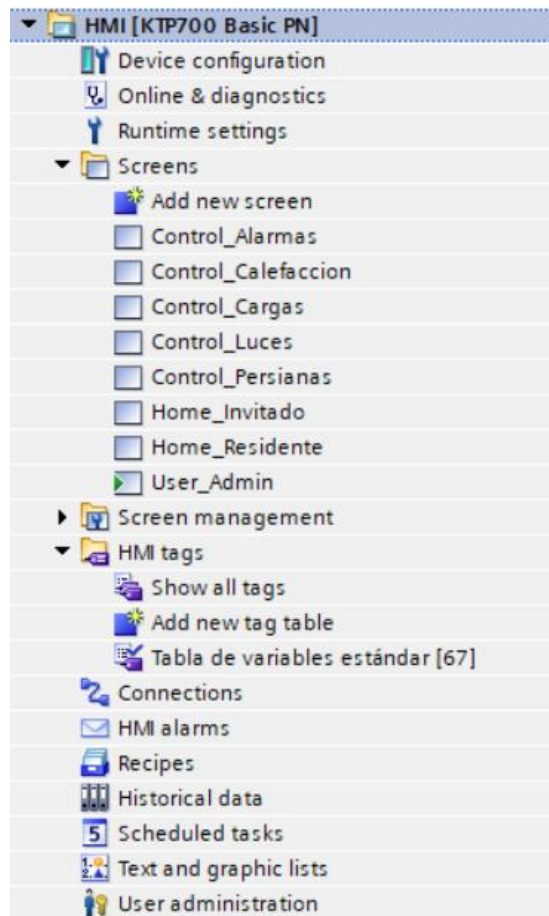 HMI [KTP700 Basic PN]
Device configuration
Online & diagnostics
Runtime settings
Screens
Add new screen
Control_Alarmas
Control_Calefaccion
Control_Cargas
Control_Luces
Control_Persianas
Home_Invitado
Home_Residente
User_Admin
Screen management
HMI tags
Show all tags
Add new tag table
Tabla de variables estándar [67]
Connections
HMI alarms
Recipes
Historical data
Scheduled tasks
Text and graphic lists
User administration